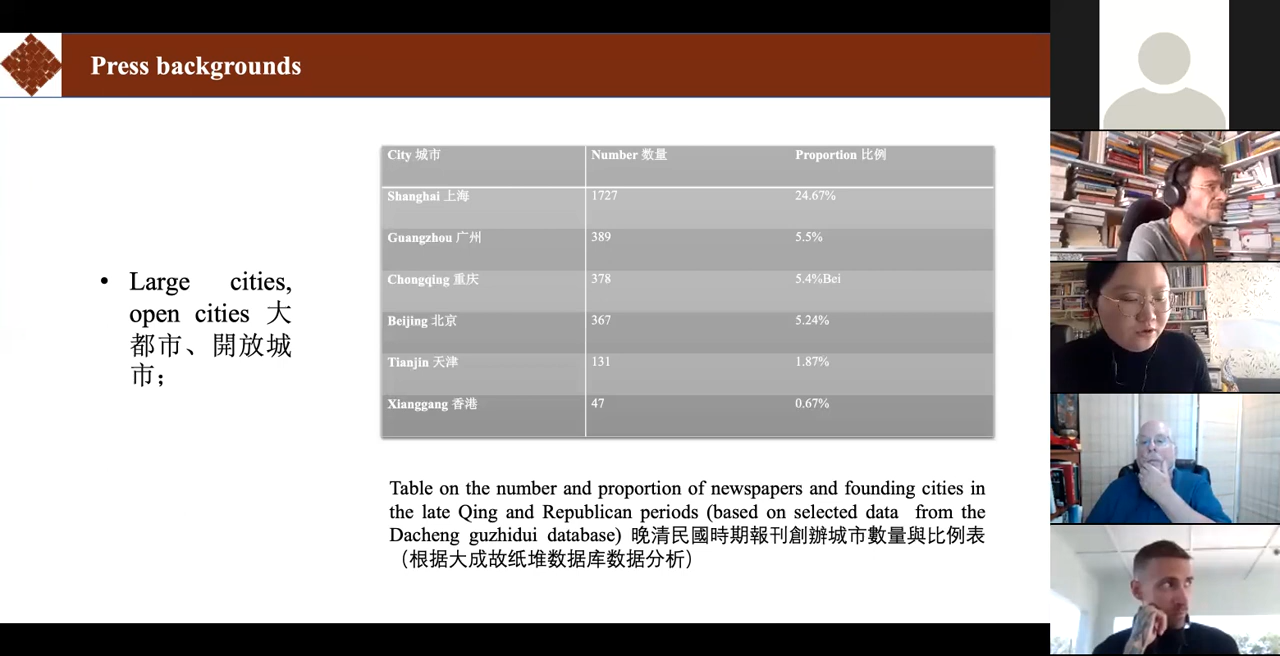 Press backgrounds
City 城市 Number 数量 Proportion 比例
Shanghai 上海 1727 24.67%
Guangzhou 广州 389 5.5%
Chongqing 重庆 378 5.4%Bei
Beijing 北京 367 5.24%
Tianjin 天津 131 1.87%
Xianggang 香港 47 0.67%
• Large cities,
open cities 大
都市、開放城
市；
Table on the number and proportion of newspapers and founding cities in
the late Qing and Republican periods (based on selected data from the
Dacheng guzhidui database) 晚清民國時期報刊創辦城市數量與比例表
（根据大成故纸堆数据库数据分析）